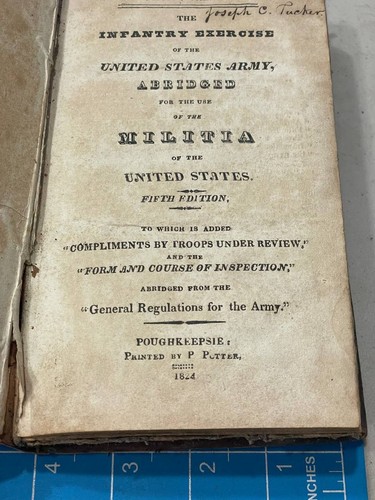 Joseph C. Tucker.
THE
INFANTRY EXERCISE
OF THE
UNITED STATES ARMY,
ABRIDGED
FOR THE USE
OF THE
MILITIA
OF THE
UNITED STATES.
FIFTH EDITION,
TO WHICH IS ADDED
"COMPLIMENTS BY TROOPS UNDER REVIEW,"
AND THE
"FORM AND COURSE OF INSPECTION,"
ABRIDGED FROM THE
"General Regulations for the Army."
POUGHKEEPSIE:
PRINTED BY P POTTER,
1824
4 3 2 1 INCHES